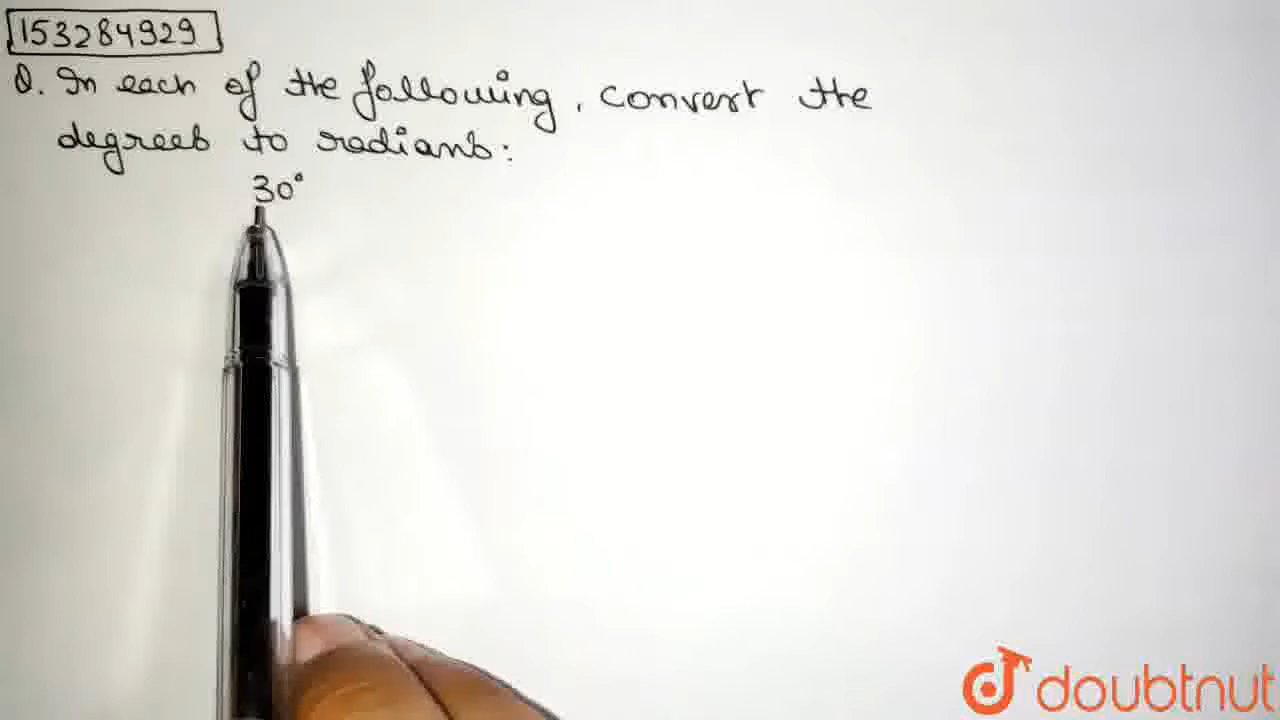 153284929
Q. In each of the following, convert the
degrees to radians:
30°
doubtnut